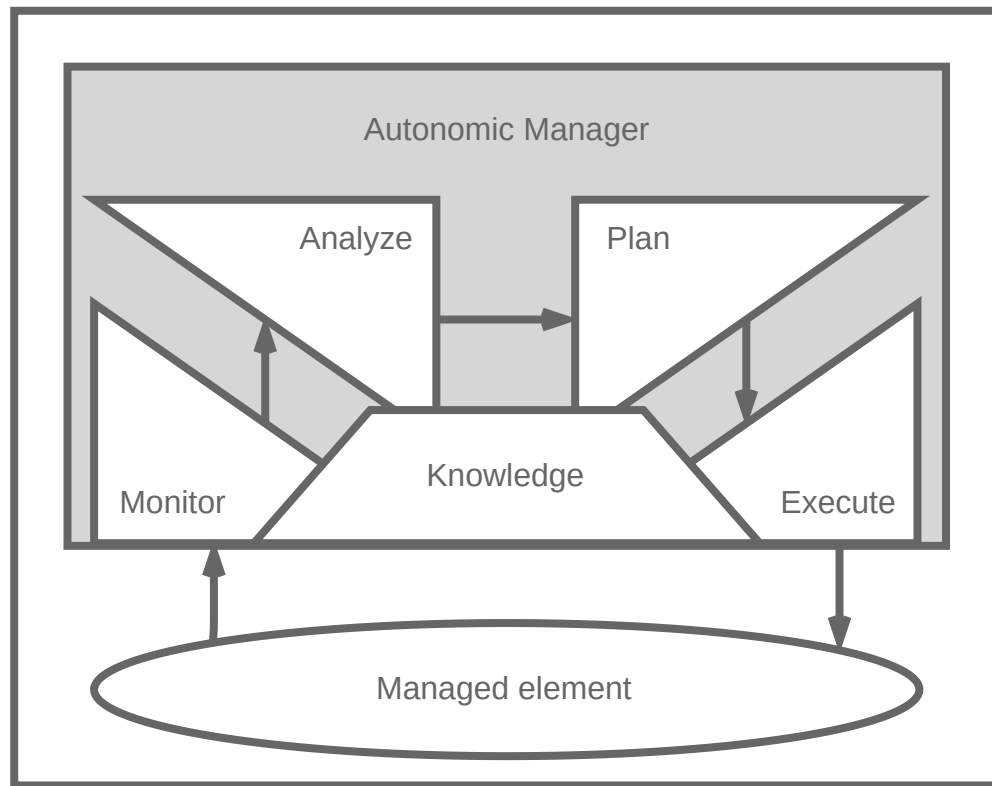 Autonomic Manager
Analyze
Plan
Monitor
Knowledge
Execute
Managed element